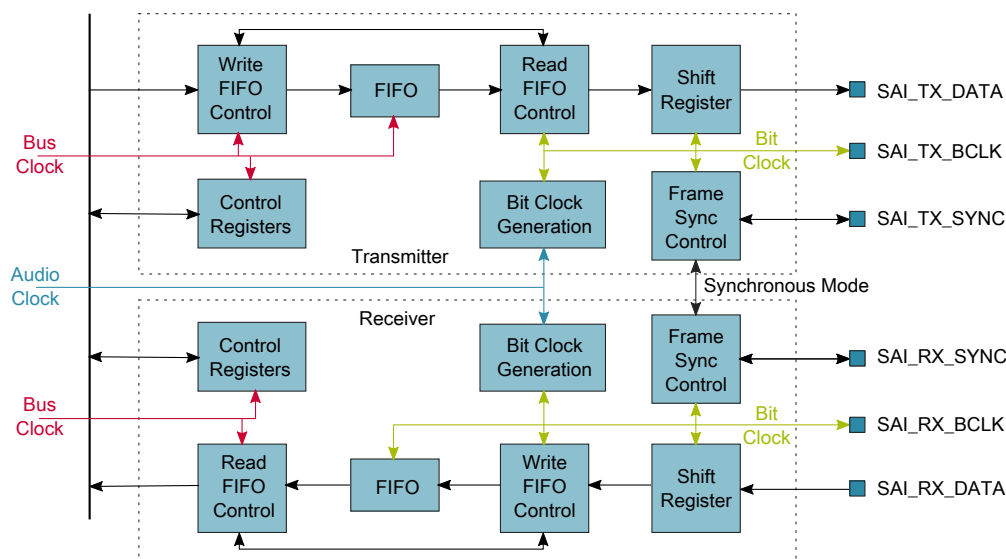 Write
FIFO
Control
FIFO
Read
FIFO
Control
Shift
Register
SAI_TX_DATA
Bus
Clock
Bit
Clock
SAI_TX_BCLK
Control
Registers
Bit Clock
Generation
Frame
Sync
Control
SAI_TX_SYNC
Transmitter
Audio
Clock
Synchronous Mode
Receiver
Control
Registers
Bit Clock
Generation
Frame
Sync
Control
SAI_RX_SYNC
Bus
Clock
Bit
Clock
SAI_RX_BCLK
Read
FIFO
Control
FIFO
Write
FIFO
Control
Shift
Register
SAI_RX_DATA